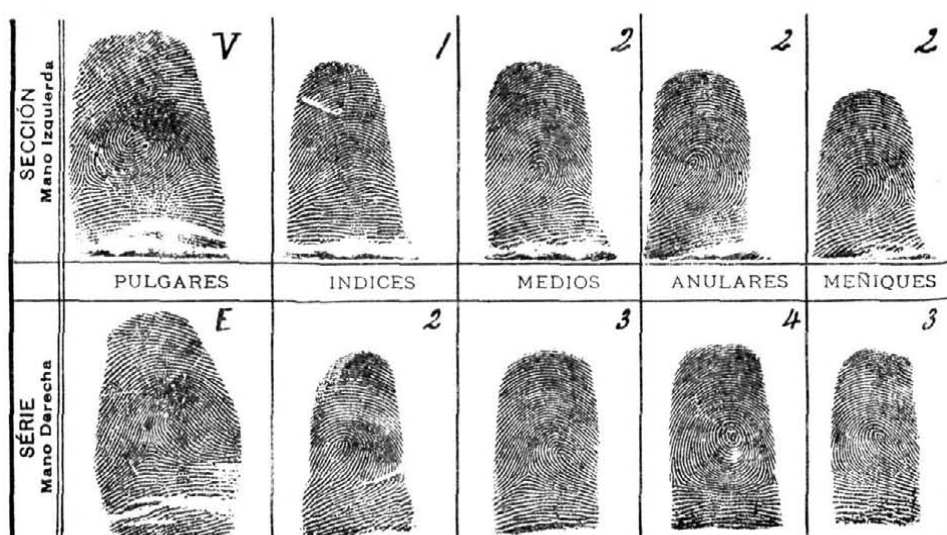 V 1 2 2 2
SECCIÓN
Mano Izquierda
PULGARES INDICES MEDIOS ANULARES MEÑIQUES
E 2 3 4 3
SÉRIE
Mano Derecha